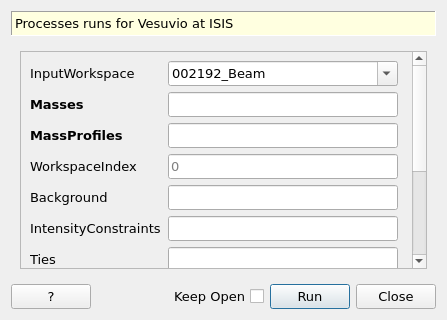 Processes runs for Vesuvio at ISIS
InputWorkspace 002192_Beam
Masses
MassProfiles
WorkspaceIndex 0
Background
IntensityConstraints
Ties
? Keep Open Run Close